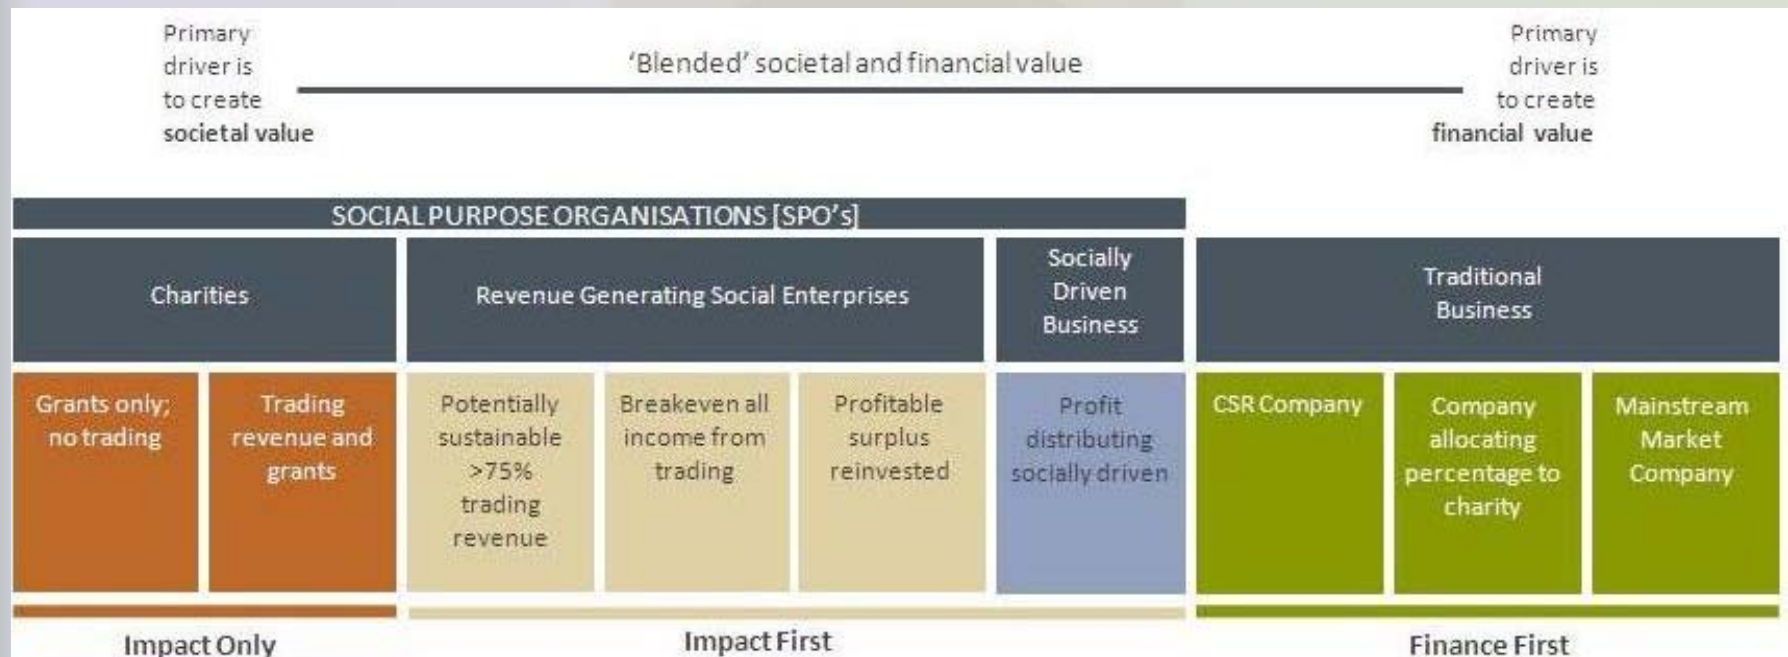 Primary
driver is
to create
societal value
'Blended' societal and financial value
Primary
driver is
to create
financial value
SOCIAL PURPOSE ORGANISATIONS [SPO's]
Charities
Revenue Generating Social Enterprises
Socially
Driven
Business
Traditional
Business
Grants only;
no trading
Trading
revenue and
grants
Potentially
sustainable
>75%
trading
revenue
Breakeven all
income from
trading
Profitable
surplus
reinvested
Profit
distributing
socially driven
CSR Company
Company
allocating
percentage to
charity
Mainstream
Market
Company
Impact Only
Impact First
Finance First